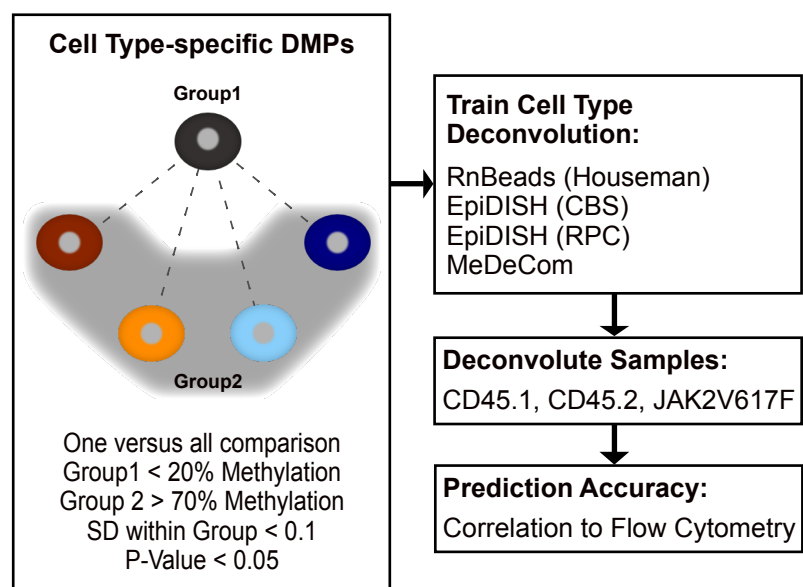 Cell Type-specific DMPs
Group1
Group2
One versus all comparison
Group1 < 20% Methylation
Group 2 > 70% Methylation
SD within Group < 0.1
P-Value < 0.05
Train Cell Type
Deconvolution:
RnBeads (Houseman)
EpiDISH (CBS)
EpiDISH (RPC)
MeDeCom
Deconvolute Samples:
CD45.1, CD45.2, JAK2V617F
Prediction Accuracy:
Correlation to Flow Cytometry